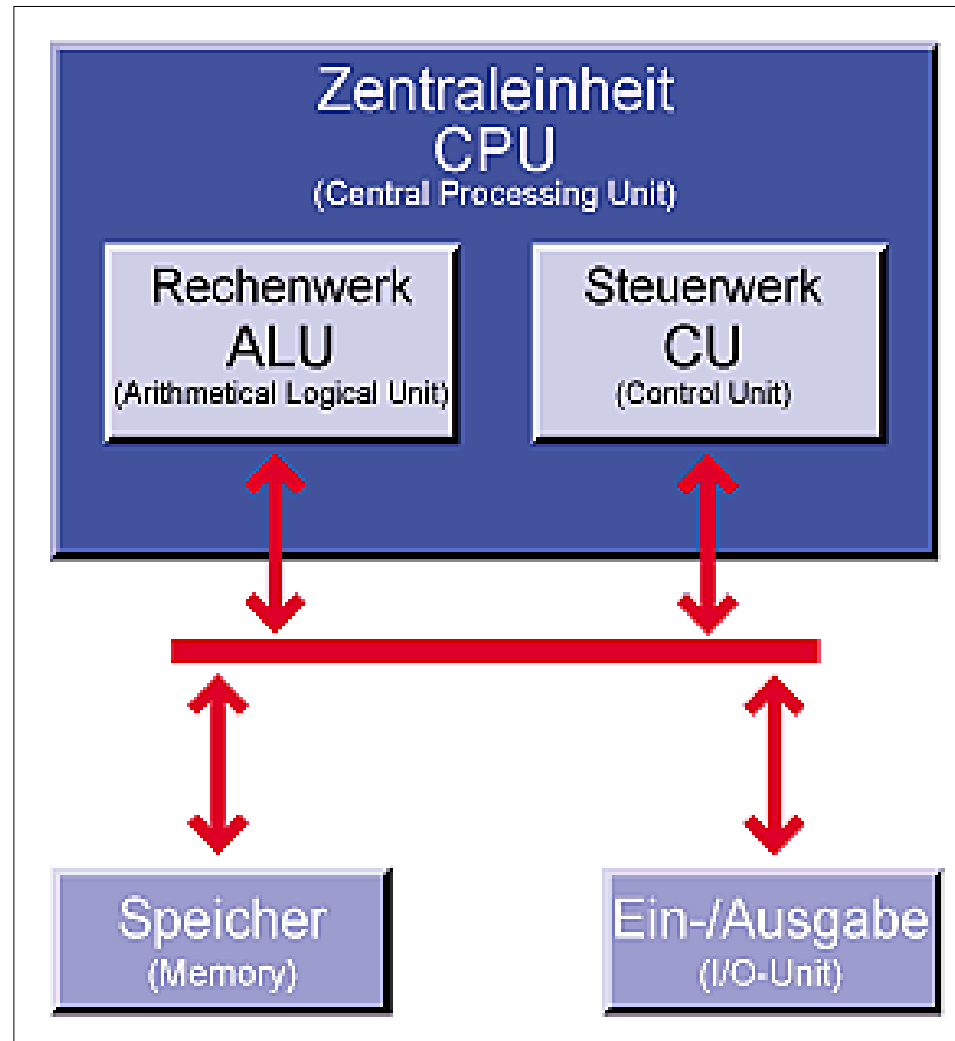 Zentraleinheit
CPU
(Central Processing Unit)
Rechenwerk
ALU
(Arithmetical Logical Unit)
Steuerwerk
CU
(Control Unit)
Speicher
(Memory)
Ein-/Ausgabe
(I/O-Unit)